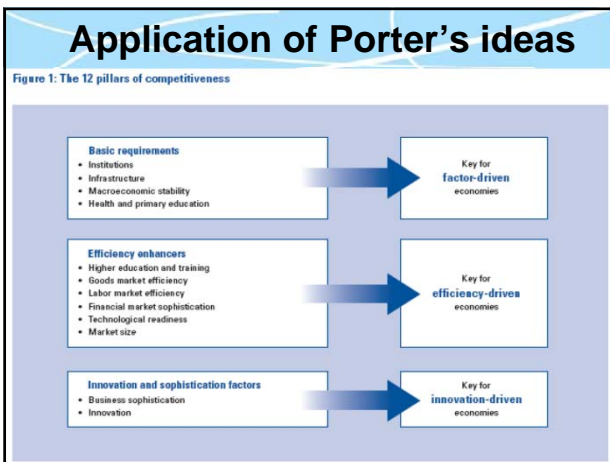 Application of Porter's ideas
Figure 1: The 12 pillars of competitiveness
Basic requirements
• Institutions
• Infrastructure
• Macroeconomic stability
• Health and primary education
Key for
factor-driven
economies
Efficiency enhancers
• Higher education and training
• Goods market efficiency
• Labor market efficiency
• Financial market sophistication
• Technological readiness
• Market size
Key for
efficiency-driven
economies
Innovation and sophistication factors
• Business sophistication
• Innovation
Key for
innovation-driven
economies